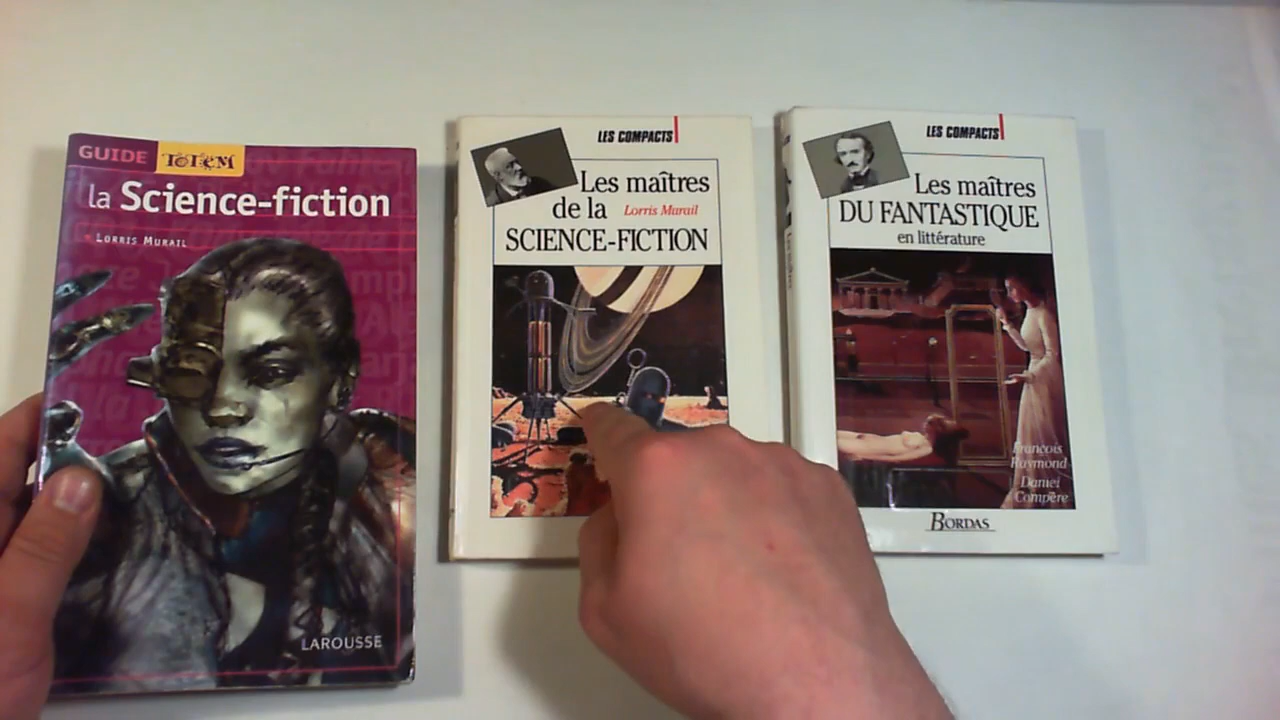 GUIDE TOTEM
la Science-fiction
LORRIS MURAIL
LAROUSSE
LES COMPACTS
Les maîtres
de la Lorris Murail
SCIENCE-FICTION
LES COMPACTS
Les maîtres
DU FANTASTIQUE
en littérature
François
Raymond
Daniel
Compère
BORDAS